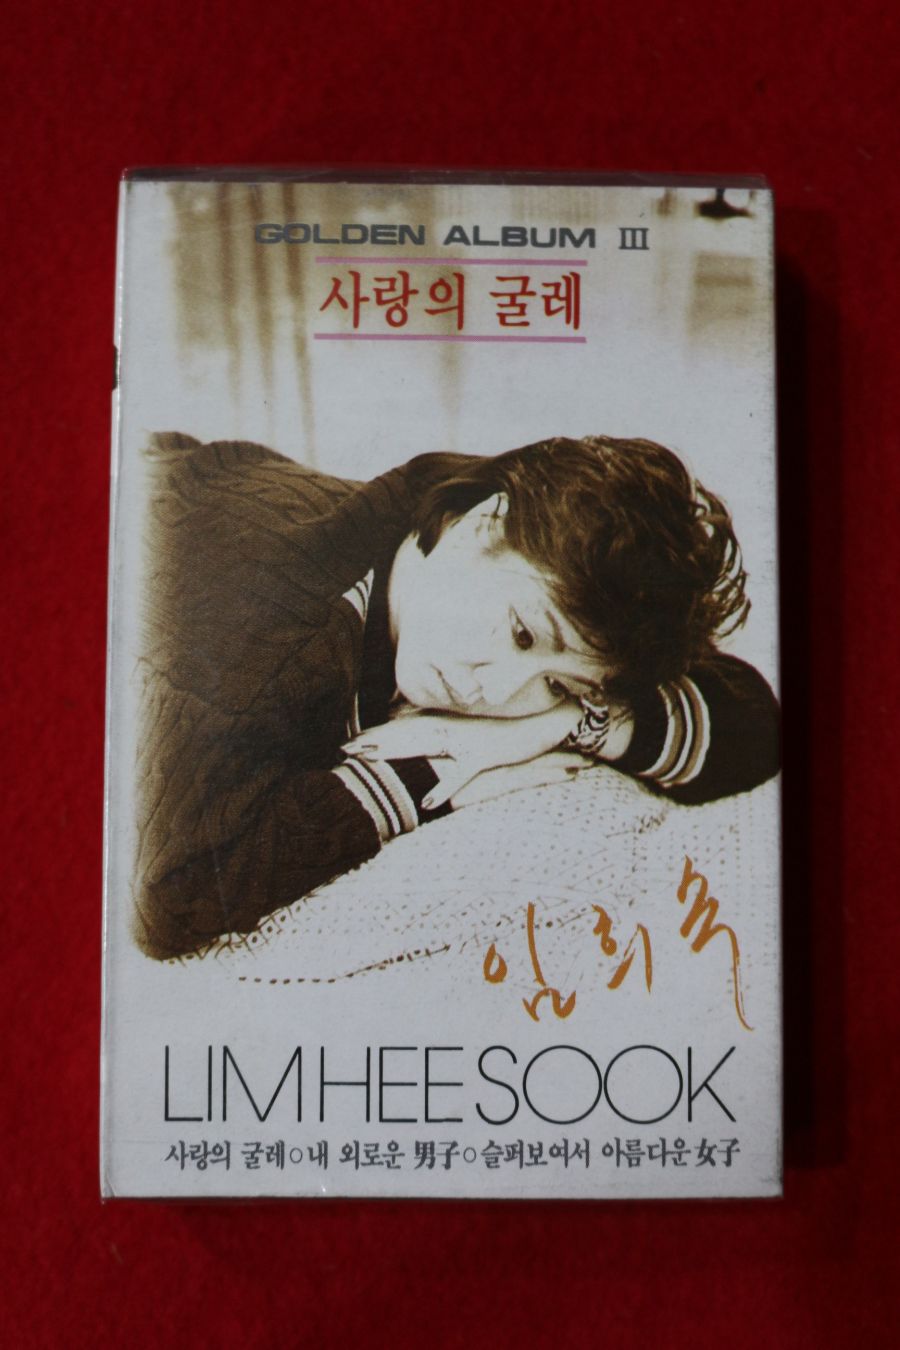 GOLDEN ALBUM III
사랑의 굴레
임희숙
LIM HEE SOOK
사랑의 굴레○내 외로운 男子○슬퍼보여서 아름다운 女子